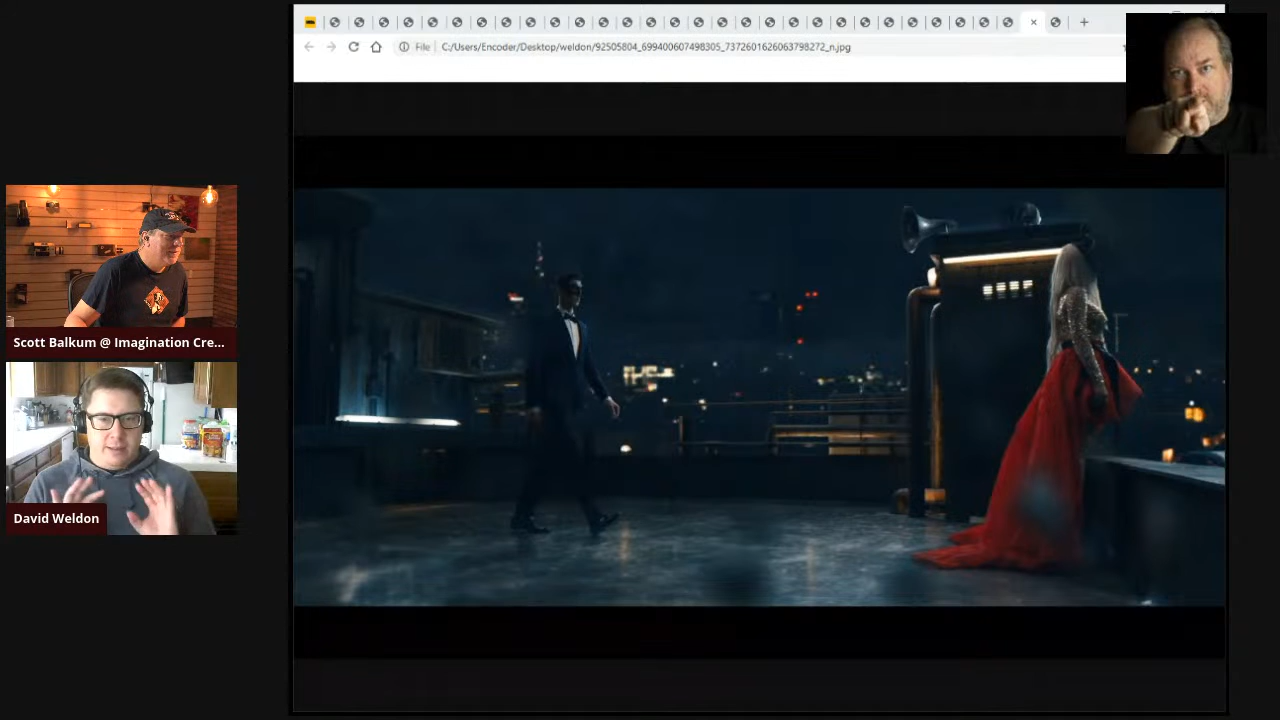 File
C:/Users/Encoder/Desktop/weldon/92505804_699400607498305_7372601626063798272_n.jpg
Scott Balkum @ Imagination Cre...
David Weldon